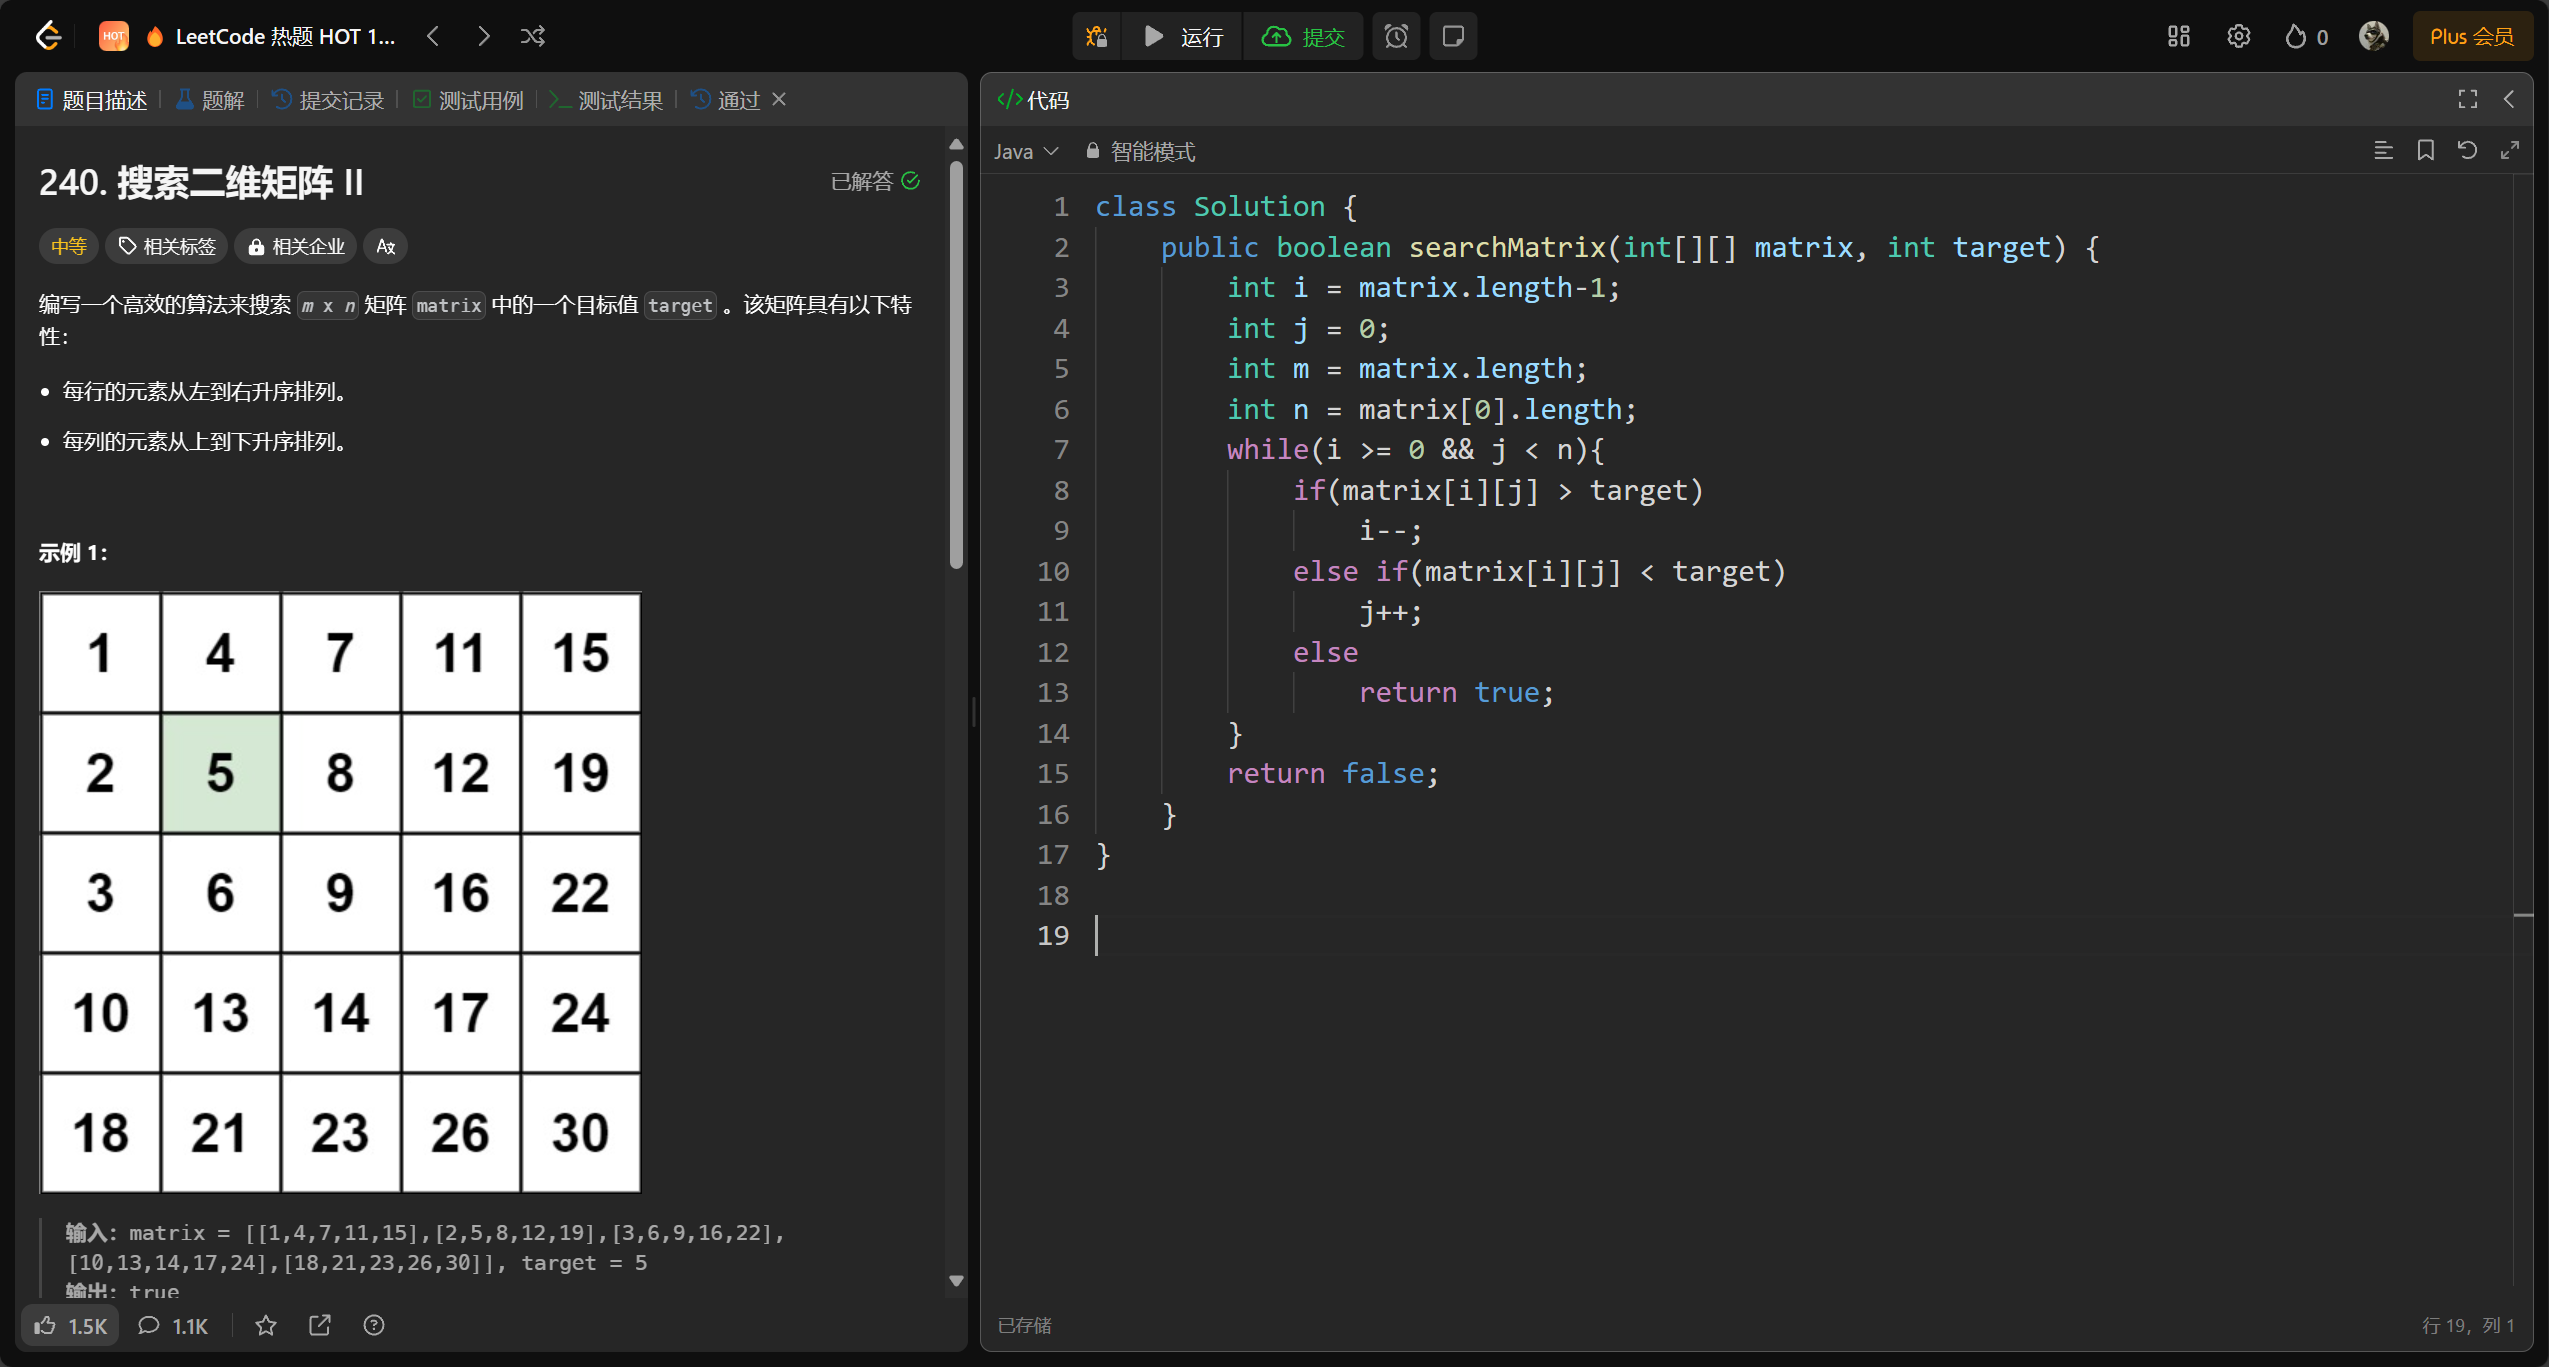 HOT LeetCode 热题 HOT 1...
运行
提交
0
Plus 会员
题目描述
题解
提交记录
测试用例
测试结果
通过
240. 搜索二维矩阵 II
已解答
中等
相关标签
相关企业
编写一个高效的算法来搜索 m x n 矩阵 matrix 中的一个目标值 target 。该矩阵具有以下特
性：
• 每行的元素从左到右升序排列。
• 每列的元素从上到下升序排列。
示例 1：
1 4 7 11 15
2 5 8 12 19
3 6 9 16 22
10 13 14 17 24
18 21 23 26 30
输入：matrix = [[1,4,7,11,15],[2,5,8,12,19],[3,6,9,16,22],
[10,13,14,17,24],[18,21,23,26,30]], target = 5
输出：true
1.5K
1.1K
</>代码
Java
智能模式
1 class Solution {
2     public boolean searchMatrix(int[][] matrix, int target) {
3         int i = matrix.length-1;
4         int j = 0;
5         int m = matrix.length;
6         int n = matrix[0].length;
7         while(i >= 0 && j < n){
8             if(matrix[i][j] > target)
9                 i--;
10             else if(matrix[i][j] < target)
11                 j++;
12             else
13                 return true;
14         }
15         return false;
16     }
17 }
18
19
已存储
行 19，列 1